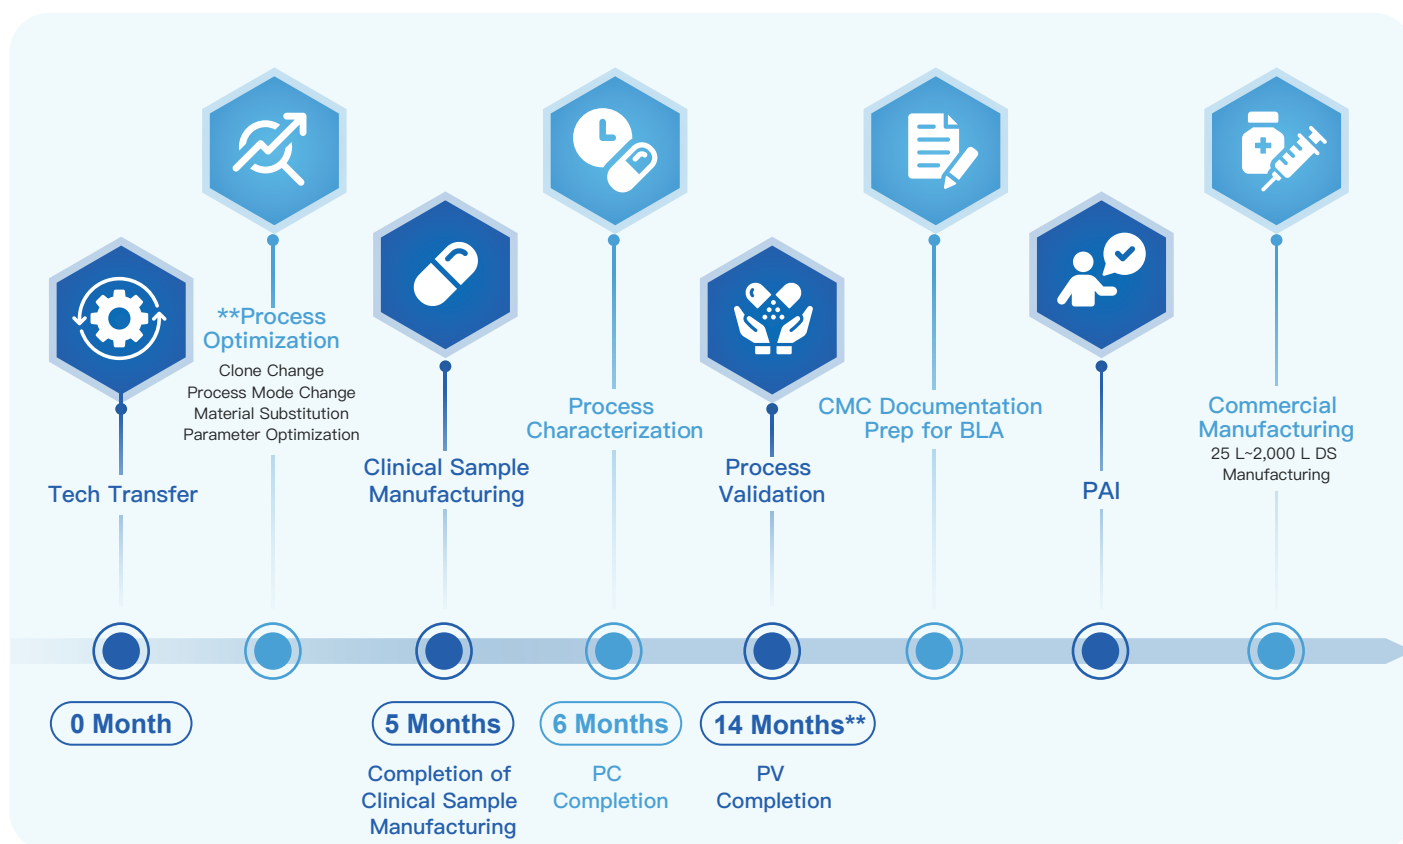 Tech Transfer
**Process
Optimization
Clone Change
Process Mode Change
Material Substitution
Parameter Optimization
Clinical Sample
Manufacturing
Process
Characterization
Process
Validation
CMC Documentation
Prep for BLA
PAI
Commercial
Manufacturing
25 L~2,000 L DS
Manufacturing
0 Month
5 Months
Completion of
Clinical Sample
Manufacturing
6 Months
PC
Completion
14 Months**
PV
Completion